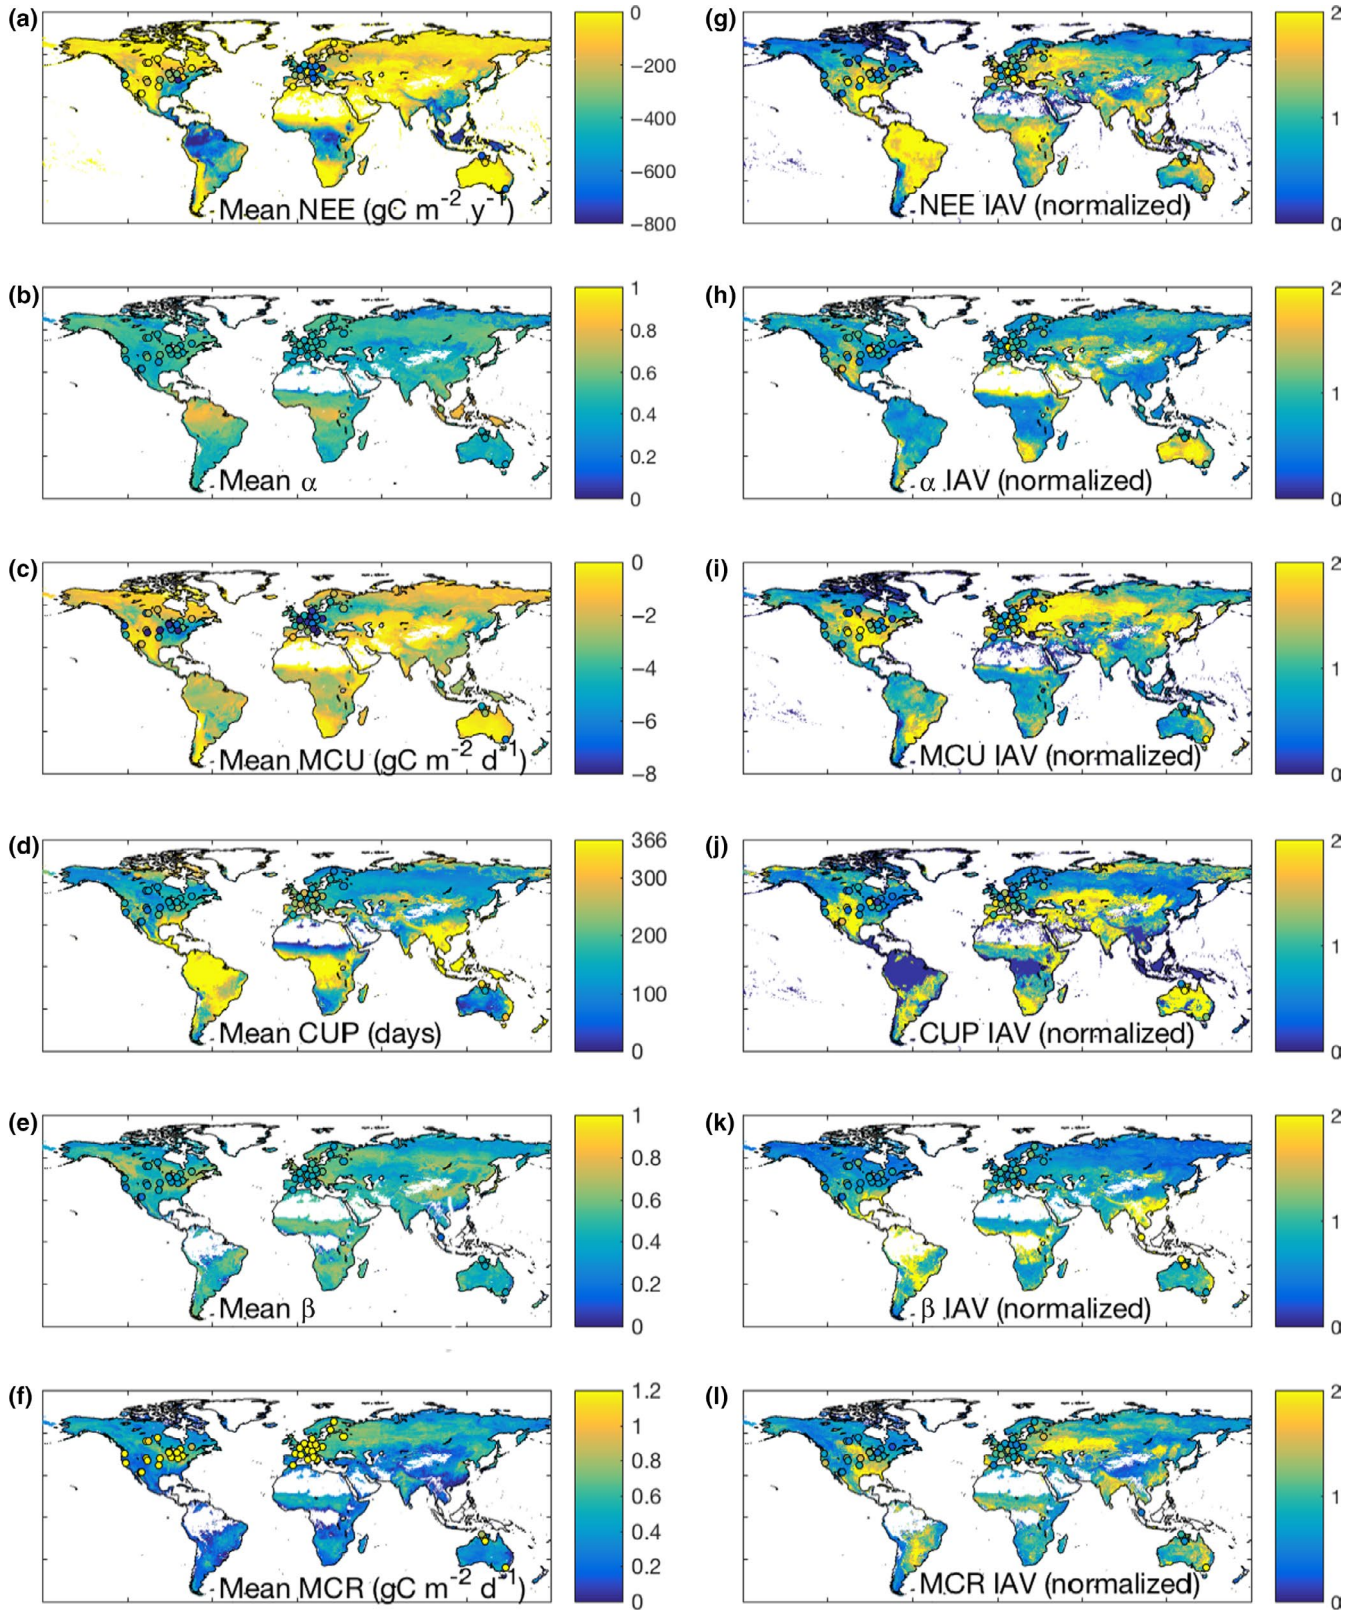 (a)
0
−200
−400
−600
−800
Mean NEE (gC m⁻² y⁻¹)
(g)
2
1
0
NEE IAV (normalized)
(b)
1
0.8
0.6
0.4
0.2
0
Mean α
(h)
2
1
0
α IAV (normalized)
(c)
0
−2
−4
−6
−8
Mean MCU (gC m⁻² d⁻¹)
(i)
2
1
0
MCU IAV (normalized)
(d)
366
300
200
100
0
Mean CUP (days)
(j)
2
1
0
CUP IAV (normalized)
(e)
1
0.8
0.6
0.4
0.2
0
Mean β
(k)
2
1
0
β IAV (normalized)
(f)
1.2
1
0.8
0.6
0.4
0.2
0
Mean MCR (gC m⁻² d⁻¹)
(l)
2
1
0
MCR IAV (normalized)